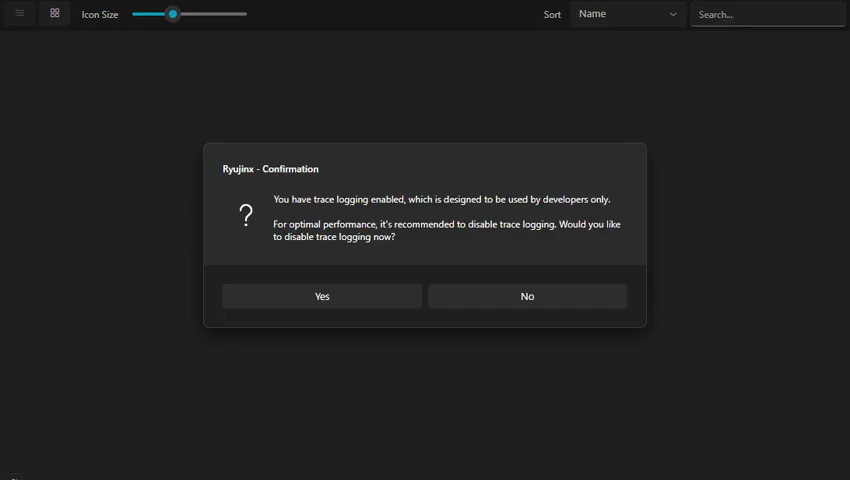 Icon Size
Sort
Name
Search...
Ryujinx - Confirmation
You have trace logging enabled, which is designed to be used by developers only.
For optimal performance, it's recommended to disable trace logging. Would you like
to disable trace logging now?
?
Yes
No